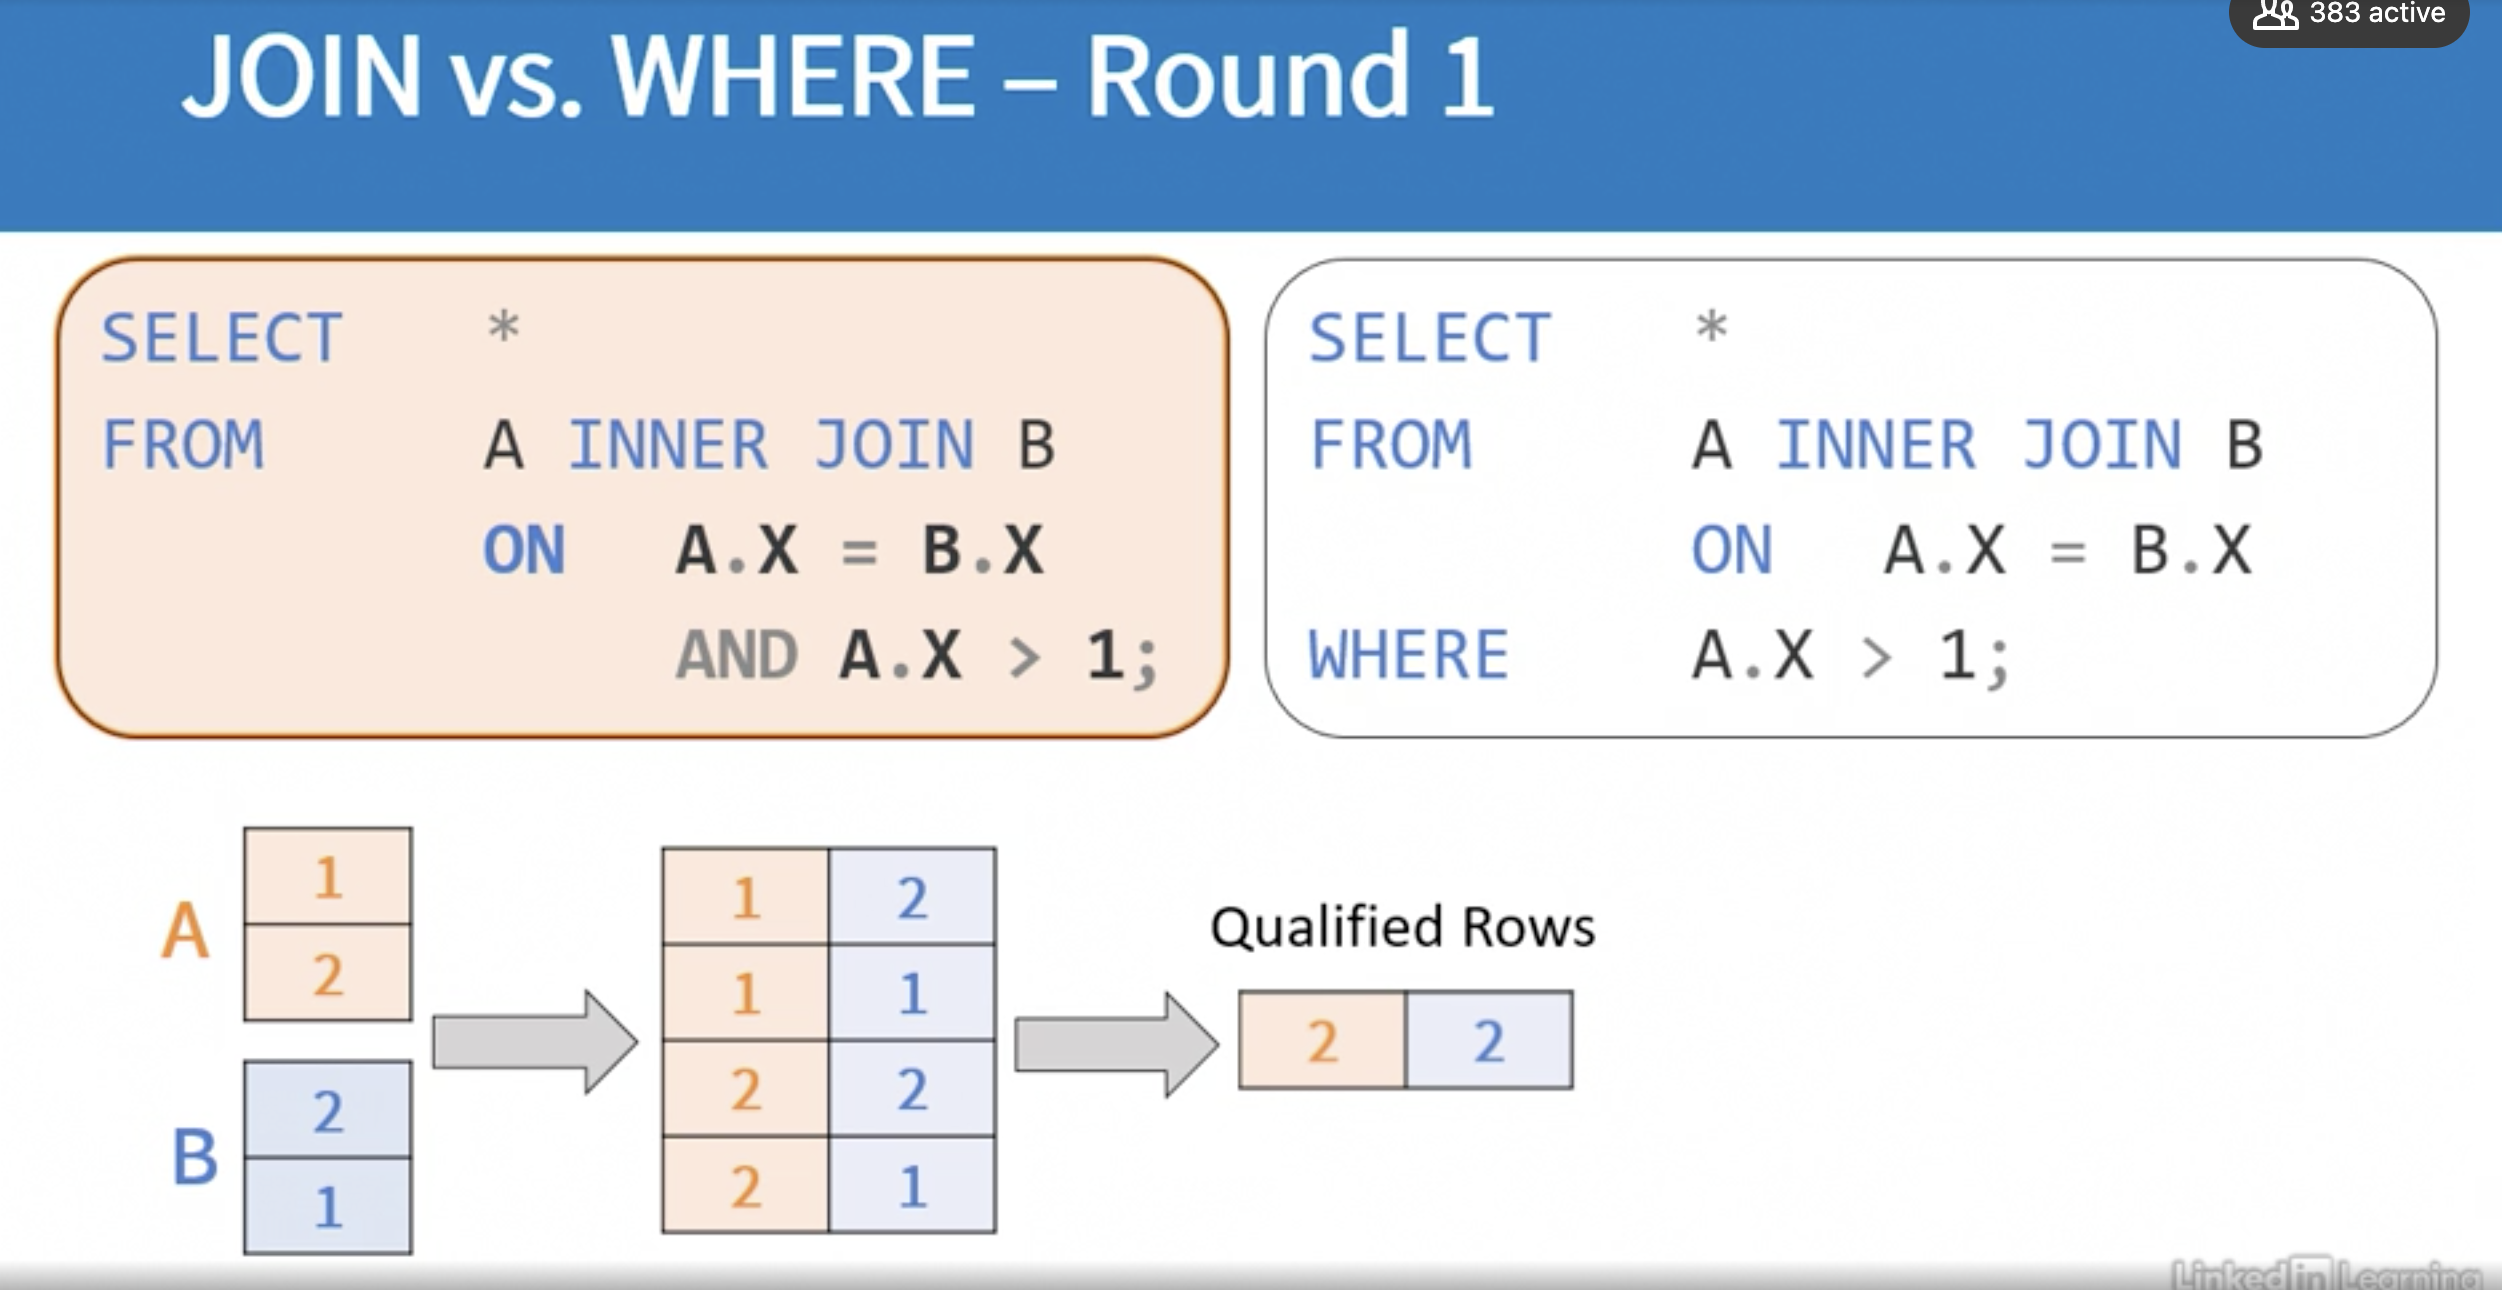 JOIN vs. WHERE – Round 1
383 active
SELECT *
FROM A INNER JOIN B
ON A.X = B.X
AND A.X > 1;
SELECT *
FROM A INNER JOIN B
ON A.X = B.X
WHERE A.X > 1;
A
1
2
B
2
1
1 2
1 1
2 2
2 1
Qualified Rows
2 2
Linked in Learning